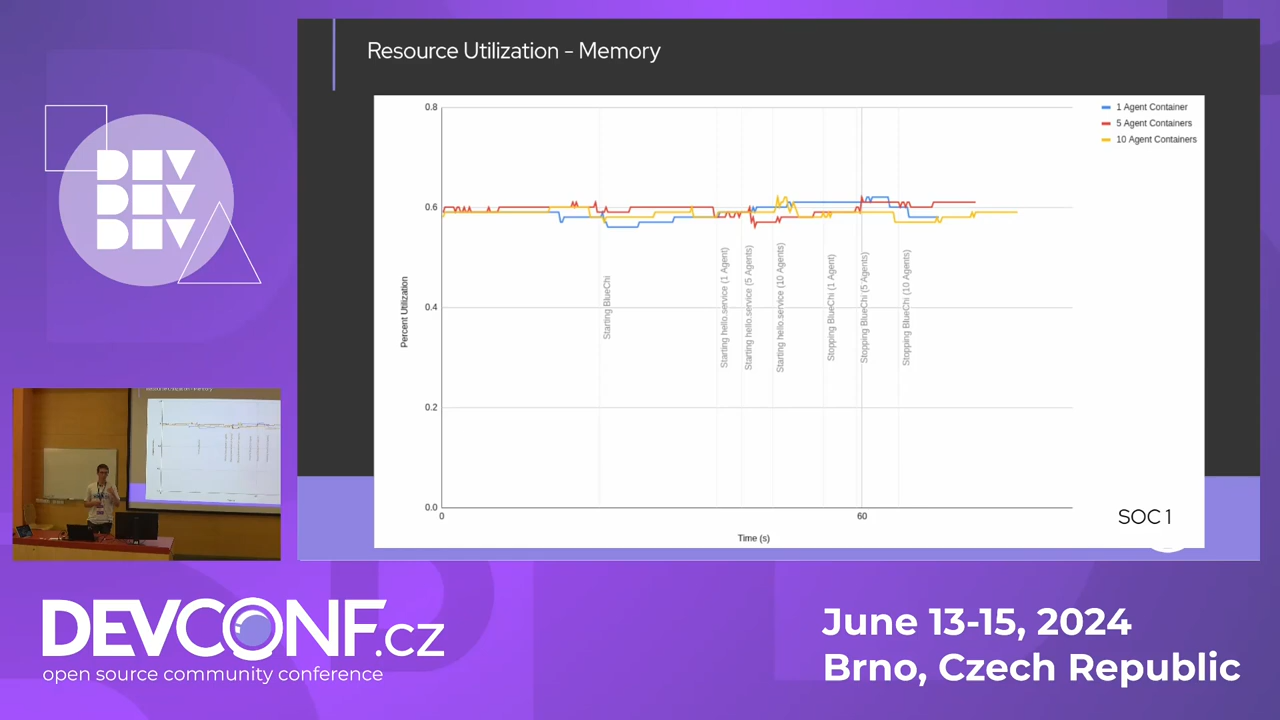 Resource Utilization - Memory
0.8
0.6
0.4
0.2
0.0
Percent Utilization
0
60
Time (s)
1 Agent Container
5 Agent Containers
10 Agent Containers
Starting BlueChi
Starting hello.service (1 Agent)
Starting hello.service (5 Agents)
Starting hello.service (10 Agents)
Stopping BlueChi (1 Agent)
Stopping BlueChi (5 Agents)
Stopping BlueChi (10 Agents)
SOC 1
DEV
DEV
DEV
DEVCONF.cz
open source community conference
June 13-15, 2024
Brno, Czech Republic